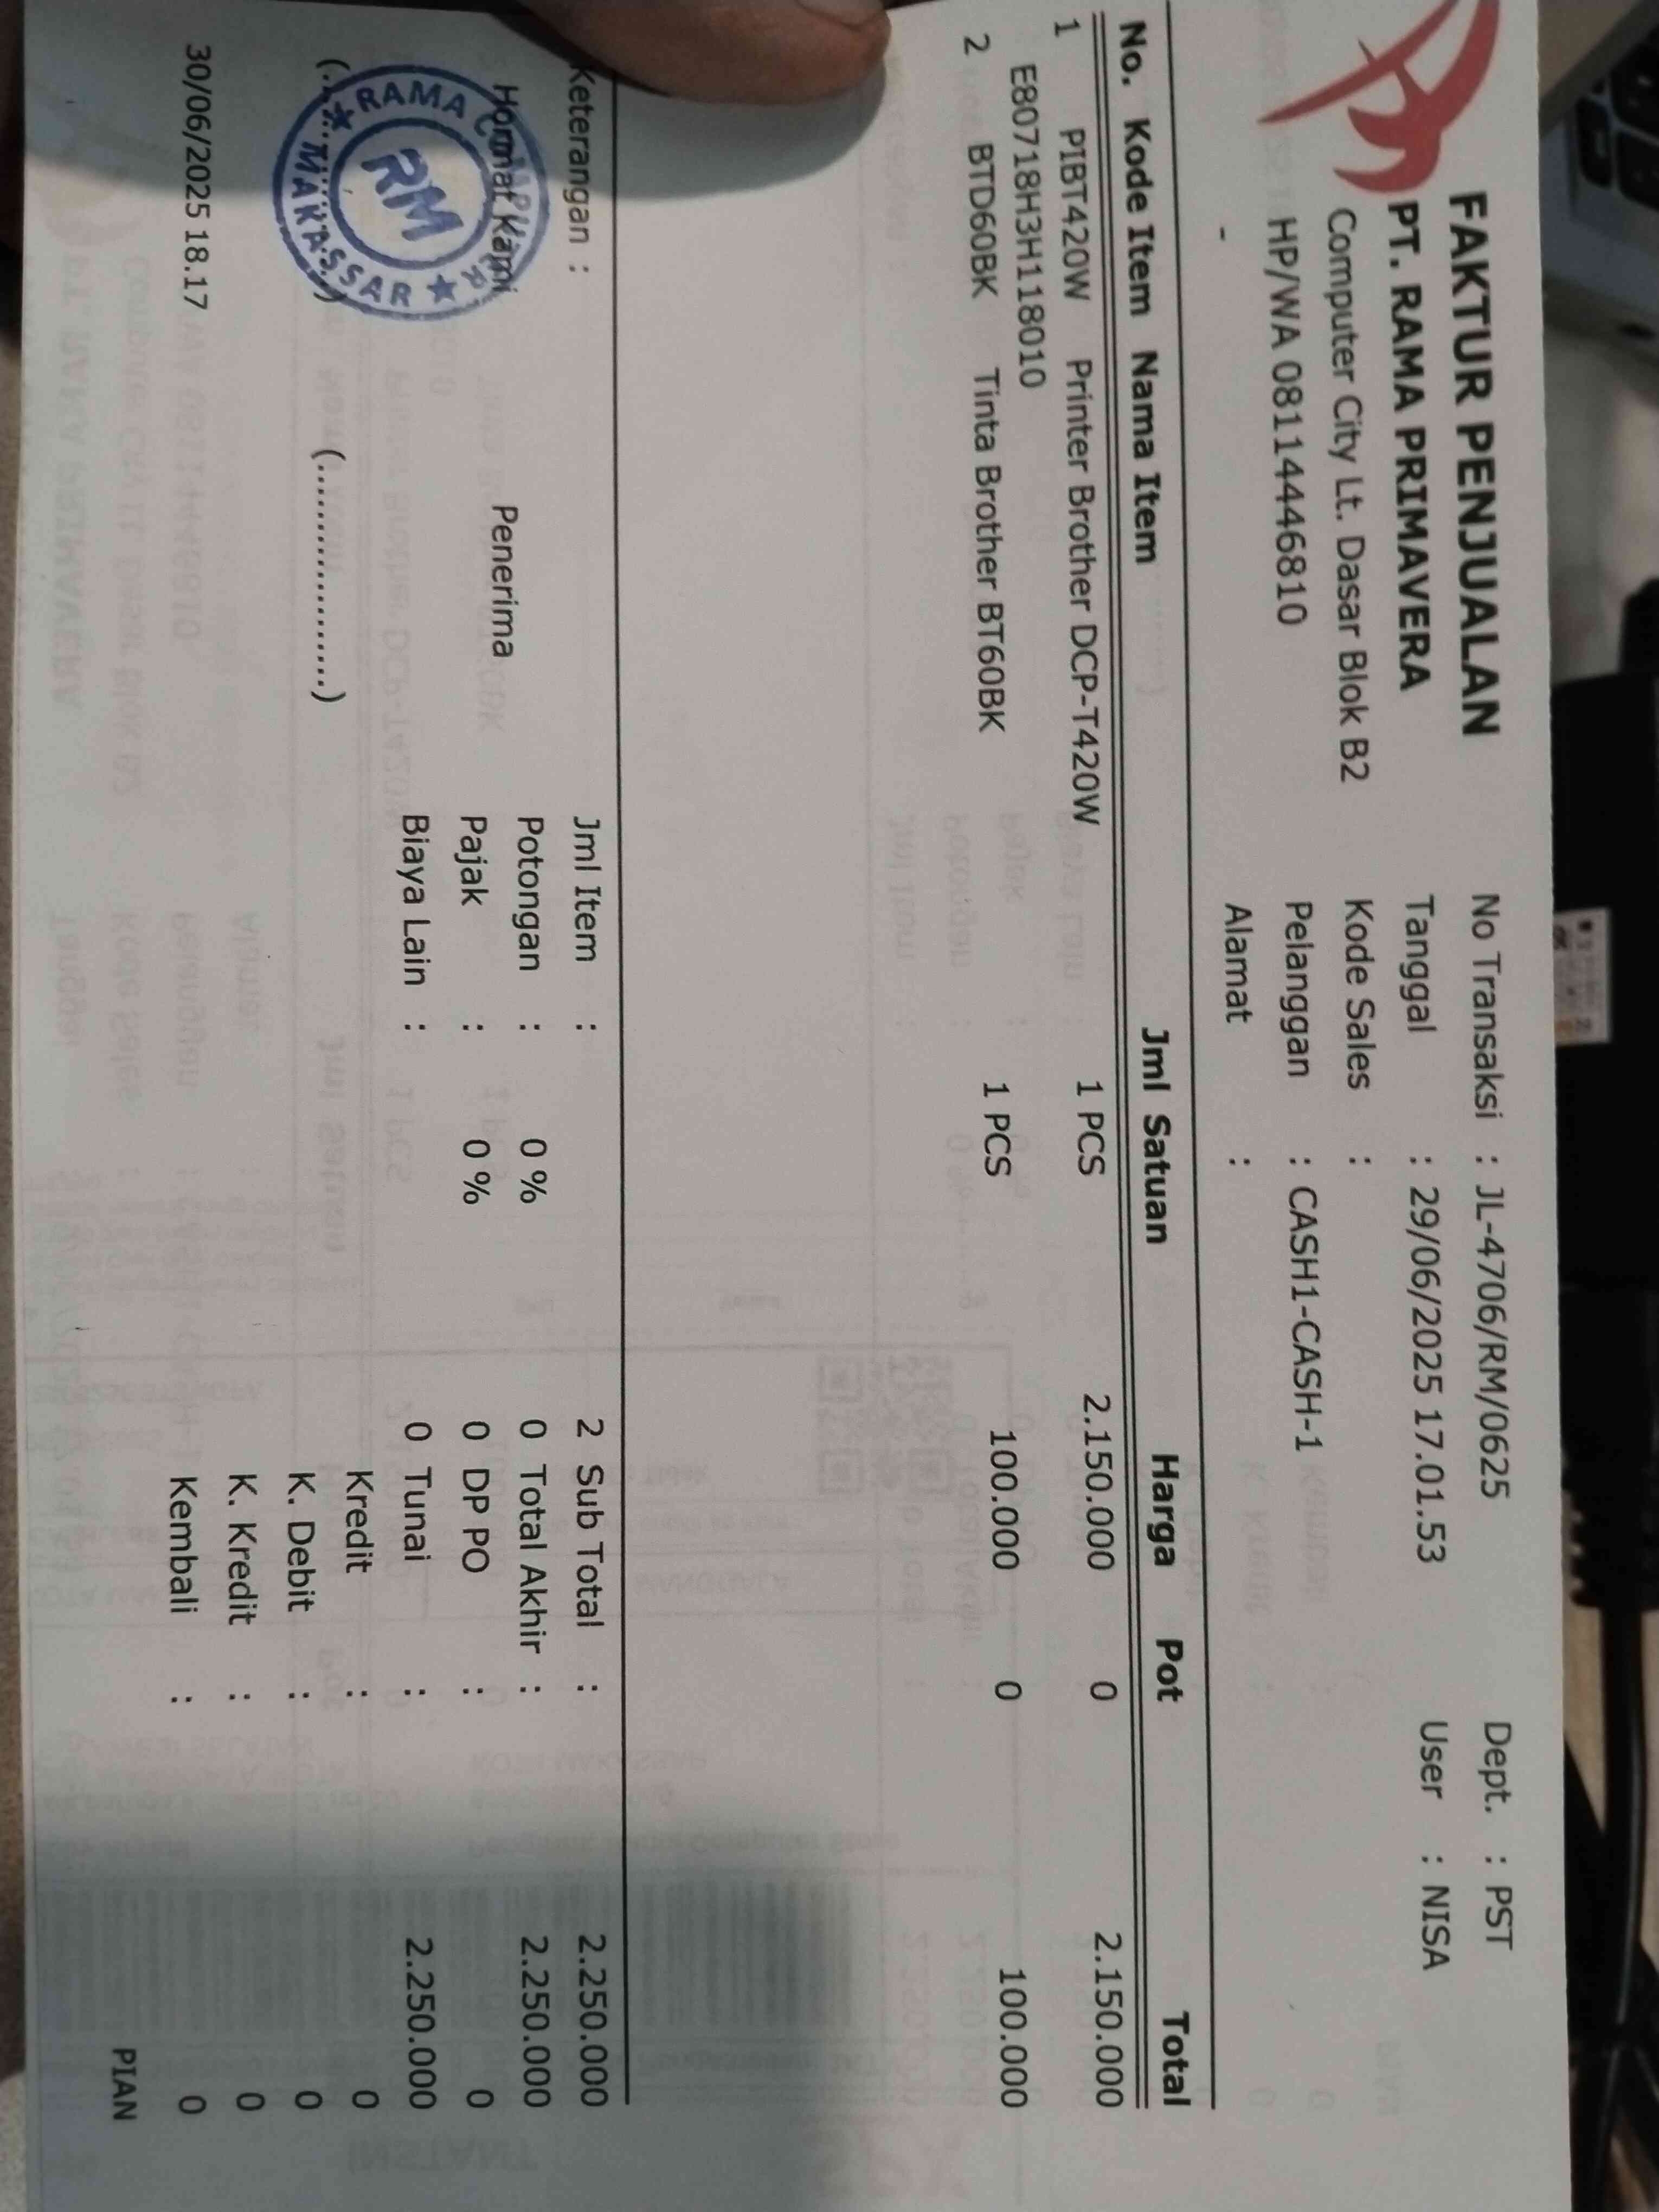 FAKTUR PENJUALAN
PT. RAMA PRIMAVERA
Computer City Lt. Dasar Blok B2
HP/WA 08114446810
-
No Transaksi : JL-4706/RM/0625
Tanggal : 29/06/2025 17.01.53
Kode Sales :
Pelanggan : CASH1-CASH-1
Alamat :
Dept. : PST
User : NISA
No. Kode Item Nama Item Jml Satuan Harga Pot Total
1 PIBT420W Printer Brother DCP-T420W 1 PCS 2.150.000 0 2.150.000
E80718H3H118010
2 BTD60BK Tinta Brother BT60BK 1 PCS 100.000 0 100.000
Keterangan :
Hormat Kami
Penerima
(....................)
RAMA COMPUTER
RM
MAKASSAR
Jml Item : 2
Potongan : 0 % 0
Pajak : 0 % 0
Biaya Lain : 0
Sub Total : 2.250.000
Total Akhir : 2.250.000
DP PO : 0
Tunai : 2.250.000
Kredit : 0
K. Debit : 0
K. Kredit : 0
Kembali : 0
30/06/2025 18.17
PIAN